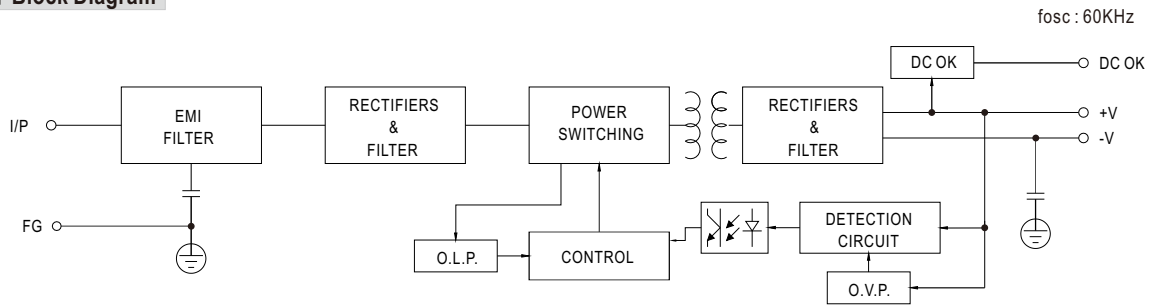 Block Diagram
fosc : 60KHz
I/P
EMI
FILTER
RECTIFIERS
&
FILTER
POWER
SWITCHING
RECTIFIERS
&
FILTER
DC OK
DC OK
+V
-V
FG
O.L.P.
CONTROL
DETECTION
CIRCUIT
O.V.P.